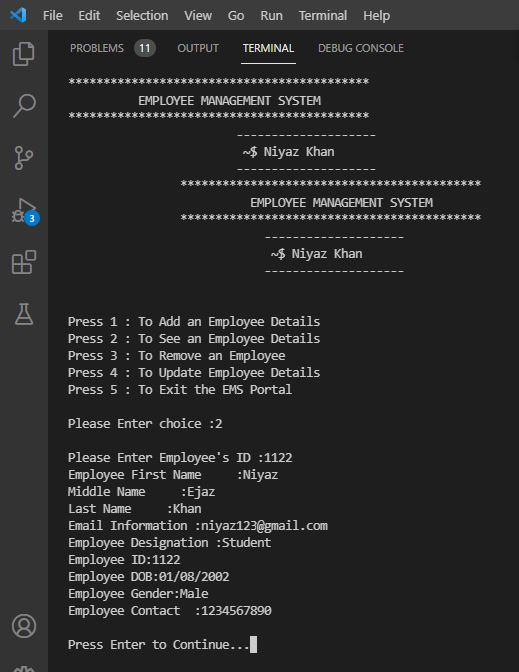 File Edit Selection View Go Run Terminal Help
PROBLEMS 11 OUTPUT TERMINAL DEBUG CONSOLE
*******************************************
EMPLOYEE MANAGEMENT SYSTEM
*******************************************
--------------------
~$ Niyaz Khan
--------------------
*******************************************
EMPLOYEE MANAGEMENT SYSTEM
*******************************************
--------------------
~$ Niyaz Khan
--------------------
3
Press 1 : To Add an Employee Details
Press 2 : To See an Employee Details
Press 3 : To Remove an Employee
Press 4 : To Update Employee Details
Press 5 : To Exit the EMS Portal
Please Enter choice :2
Please Enter Employee's ID :1122
Employee First Name     :Niyaz
Middle Name     :Ejaz
Last Name     :Khan
Email Information :niyaz123@gmail.com
Employee Designation :Student
Employee ID:1122
Employee DOB:01/08/2002
Employee Gender:Male
Employee Contact  :1234567890
Press Enter to Continue...